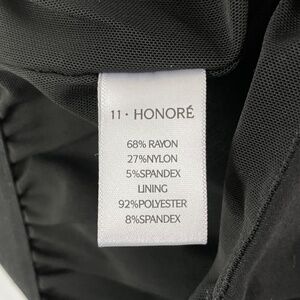 11 · HONORÉ
68% RAYON
27%NYLON
5%SPANDEX
LINING
92%POLYESTER
8%SPANDEX